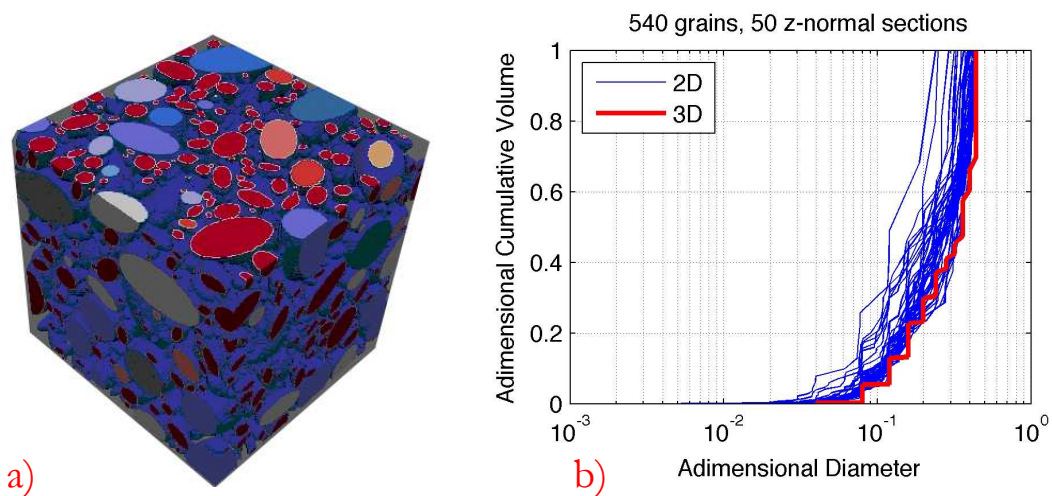 540 grains, 50 z-normal sections
Adimensional Cumulative Volume
1
0.8
0.6
0.4
0.2
0
2D
3D
10^-3
10^-2
10^-1
10^0
Adimensional Diameter
a)
b)